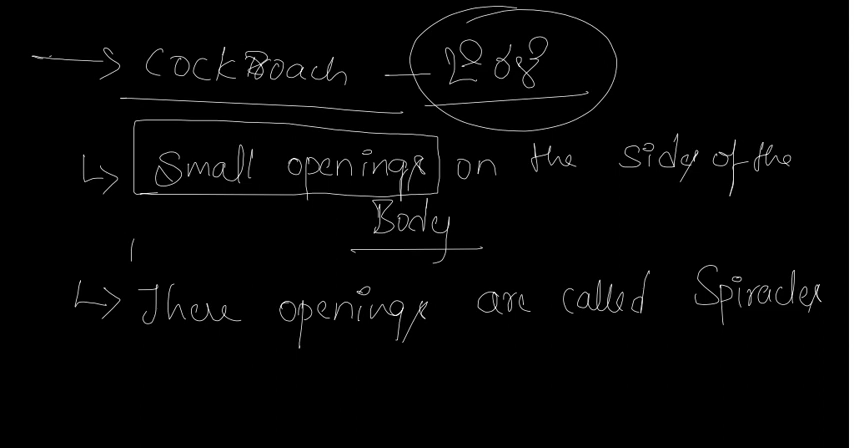 → Cockroach –
↳ Small openings on the sides of the
Body
↳ These openings are called Spiracles